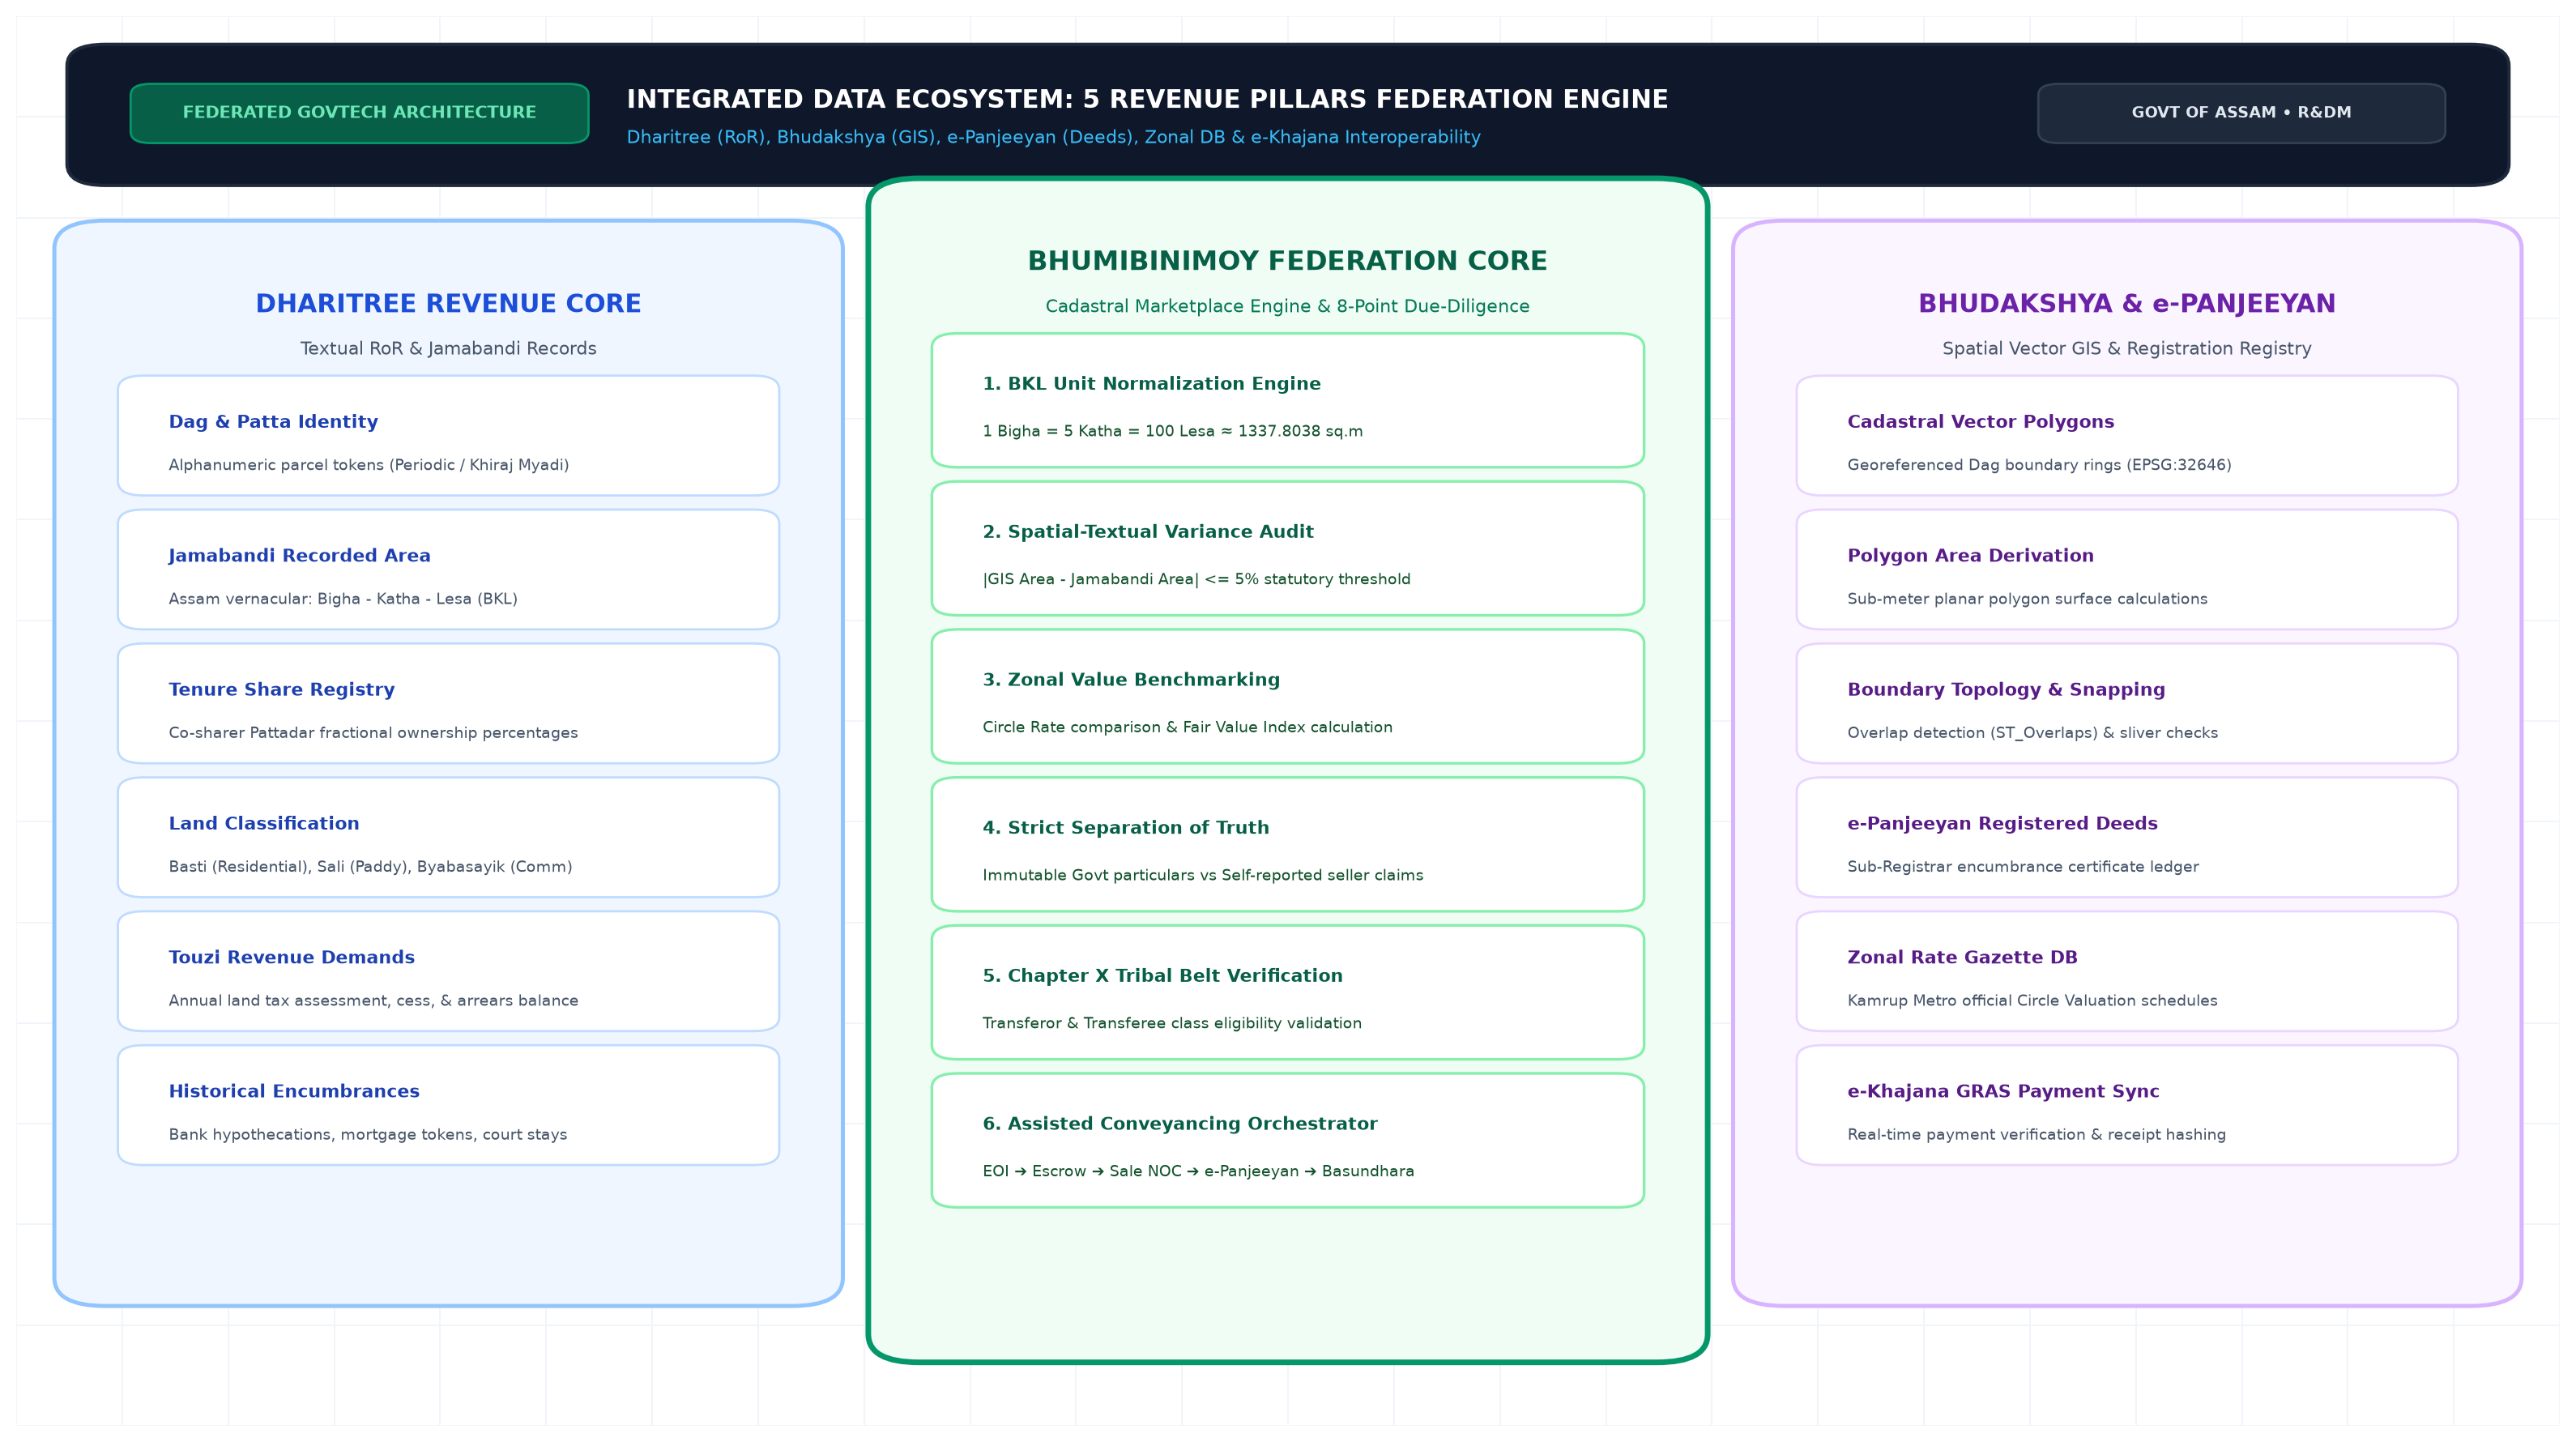 FEDERATED GOVTECH ARCHITECTURE
INTEGRATED DATA ECOSYSTEM: 5 REVENUE PILLARS FEDERATION ENGINE
Dharitree (RoR), Bhudakshya (GIS), e-Panjeeyan (Deeds), Zonal DB & e-Khajana Interoperability
GOVT OF ASSAM • R&DM
DHARITREE REVENUE CORE
Textual RoR & Jamabandi Records
Dag & Patta Identity
Alphanumeric parcel tokens (Periodic / Khiraj Myadi)
Jamabandi Recorded Area
Assam vernacular: Bigha - Katha - Lesa (BKL)
Tenure Share Registry
Co-sharer Pattadar fractional ownership percentages
Land Classification
Basti (Residential), Sali (Paddy), Byabasayik (Comm)
Touzi Revenue Demands
Annual land tax assessment, cess, & arrears balance
Historical Encumbrances
Bank hypothecations, mortgage tokens, court stays
BHUMIBINIMOY FEDERATION CORE
Cadastral Marketplace Engine & 8-Point Due-Diligence
1. BKL Unit Normalization Engine
1 Bigha = 5 Katha = 100 Lesa ≈ 1337.8038 sq.m
2. Spatial-Textual Variance Audit
|GIS Area - Jamabandi Area| <= 5% statutory threshold
3. Zonal Value Benchmarking
Circle Rate comparison & Fair Value Index calculation
4. Strict Separation of Truth
Immutable Govt particulars vs Self-reported seller claims
5. Chapter X Tribal Belt Verification
Transferor & Transferee class eligibility validation
6. Assisted Conveyancing Orchestrator
EOI ➔ Escrow ➔ Sale NOC ➔ e-Panjeeyan ➔ Basundhara
BHUDAKSHYA & e-PANJEEYAN
Spatial Vector GIS & Registration Registry
Cadastral Vector Polygons
Georeferenced Dag boundary rings (EPSG:32646)
Polygon Area Derivation
Sub-meter planar polygon surface calculations
Boundary Topology & Snapping
Overlap detection (ST_Overlaps) & sliver checks
e-Panjeeyan Registered Deeds
Sub-Registrar encumbrance certificate ledger
Zonal Rate Gazette DB
Kamrup Metro official Circle Valuation schedules
e-Khajana GRAS Payment Sync
Real-time payment verification & receipt hashing